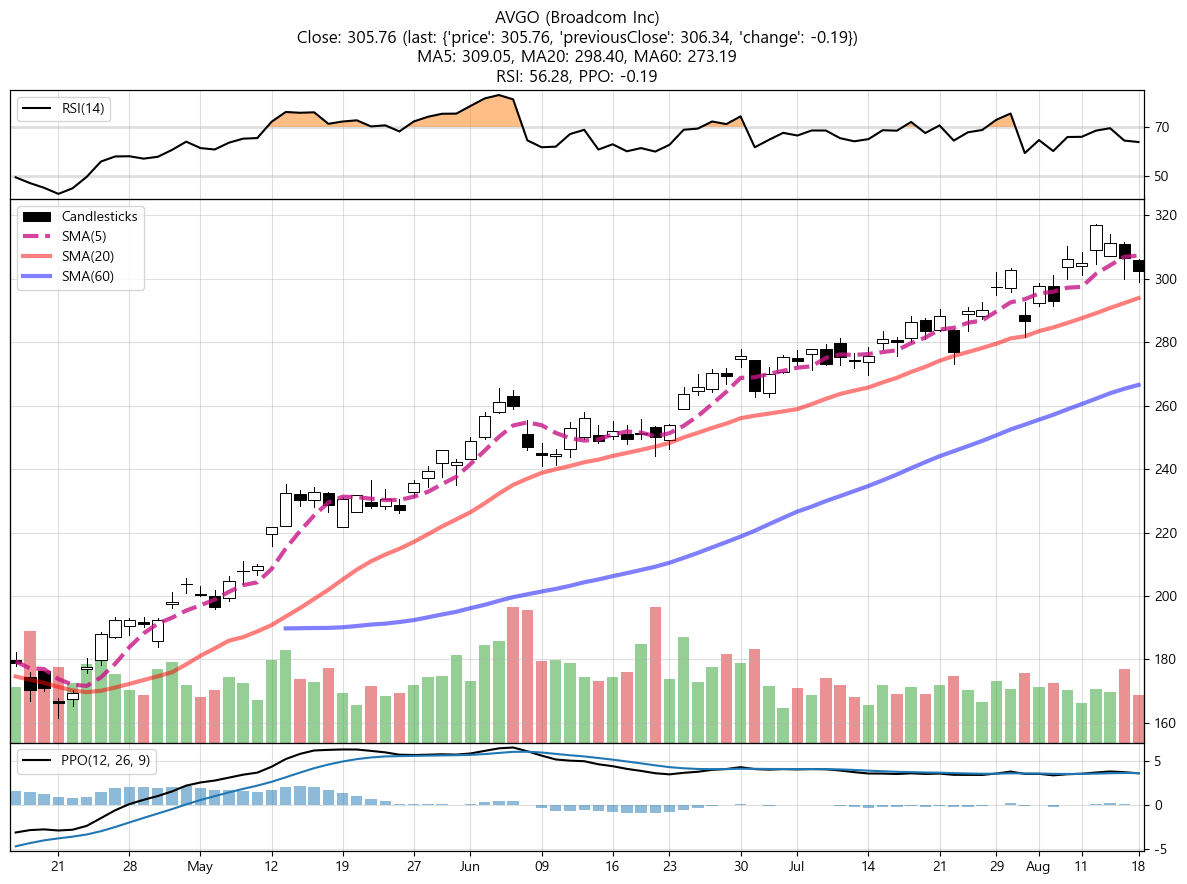 AVGO (Broadcom Inc)
Close: 305.76 (last: {'price': 305.76, 'previousClose': 306.34, 'change': -0.19})
MA5: 309.05, MA20: 298.40, MA60: 273.19
RSI: 56.28, PPO: -0.19
RSI(14)
70
50
Candlesticks
SMA(5)
SMA(20)
SMA(60)
320
300
280
260
240
220
200
180
160
PPO(12, 26, 9)
5
0
-5
21 28 May 12 19 27 Jun 09 16 23 30 Jul 14 21 29 Aug 11 18